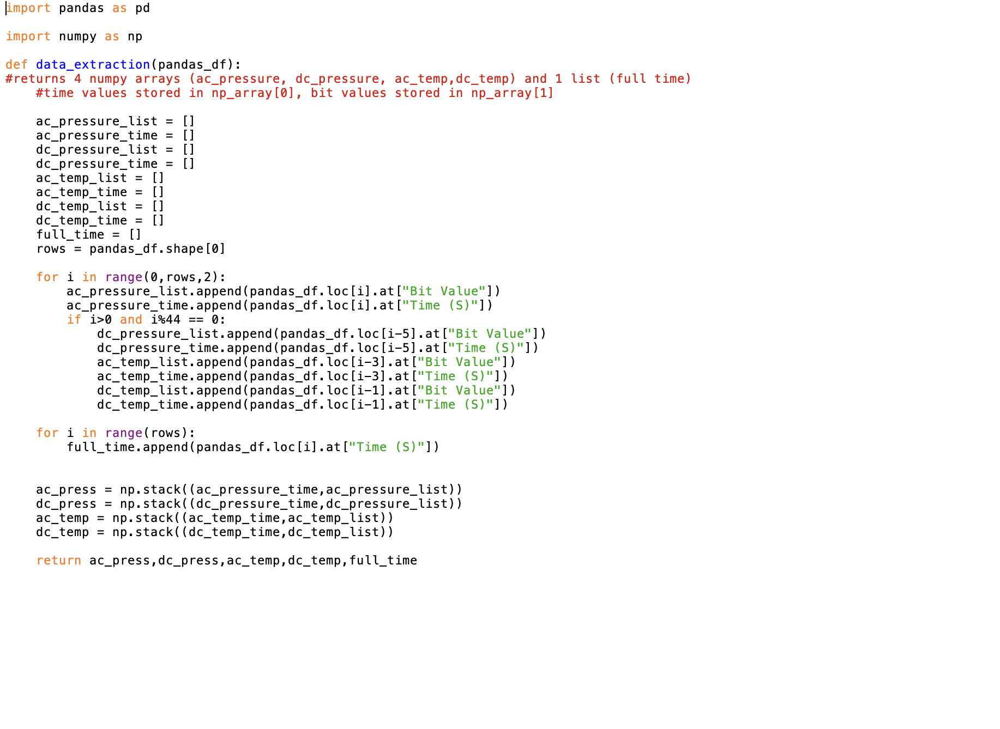 import pandas as pd
import numpy as np
def data_extraction(pandas_df):
#returns 4 numpy arrays (ac_pressure, dc_pressure, ac_temp,dc_temp) and 1 list (full time)
    #time values stored in np_array[0], bit values stored in np_array[1]
    ac_pressure_list = []
    ac_pressure_time = []
    dc_pressure_list = []
    dc_pressure_time = []
    ac_temp_list = []
    ac_temp_time = []
    dc_temp_list = []
    dc_temp_time = []
    full_time = []
    rows = pandas_df.shape[0]
    for i in range(0,rows,2):
        ac_pressure_list.append(pandas_df.loc[i].at["Bit Value"])
        ac_pressure_time.append(pandas_df.loc[i].at["Time (S)"])
        if i>0 and i%44 == 0:
            dc_pressure_list.append(pandas_df.loc[i-5].at["Bit Value"])
            dc_pressure_time.append(pandas_df.loc[i-5].at["Time (S)"])
            ac_temp_list.append(pandas_df.loc[i-3].at["Bit Value"])
            ac_temp_time.append(pandas_df.loc[i-3].at["Time (S)"])
            dc_temp_list.append(pandas_df.loc[i-1].at["Bit Value"])
            dc_temp_time.append(pandas_df.loc[i-1].at["Time (S)"])
    for i in range(rows):
        full_time.append(pandas_df.loc[i].at["Time (S)"])
    ac_press = np.stack((ac_pressure_time,ac_pressure_list))
    dc_press = np.stack((dc_pressure_time,dc_pressure_list))
    ac_temp = np.stack((ac_temp_time,ac_temp_list))
    dc_temp = np.stack((dc_temp_time,dc_temp_list))
    return ac_press,dc_press,ac_temp,dc_temp,full_time